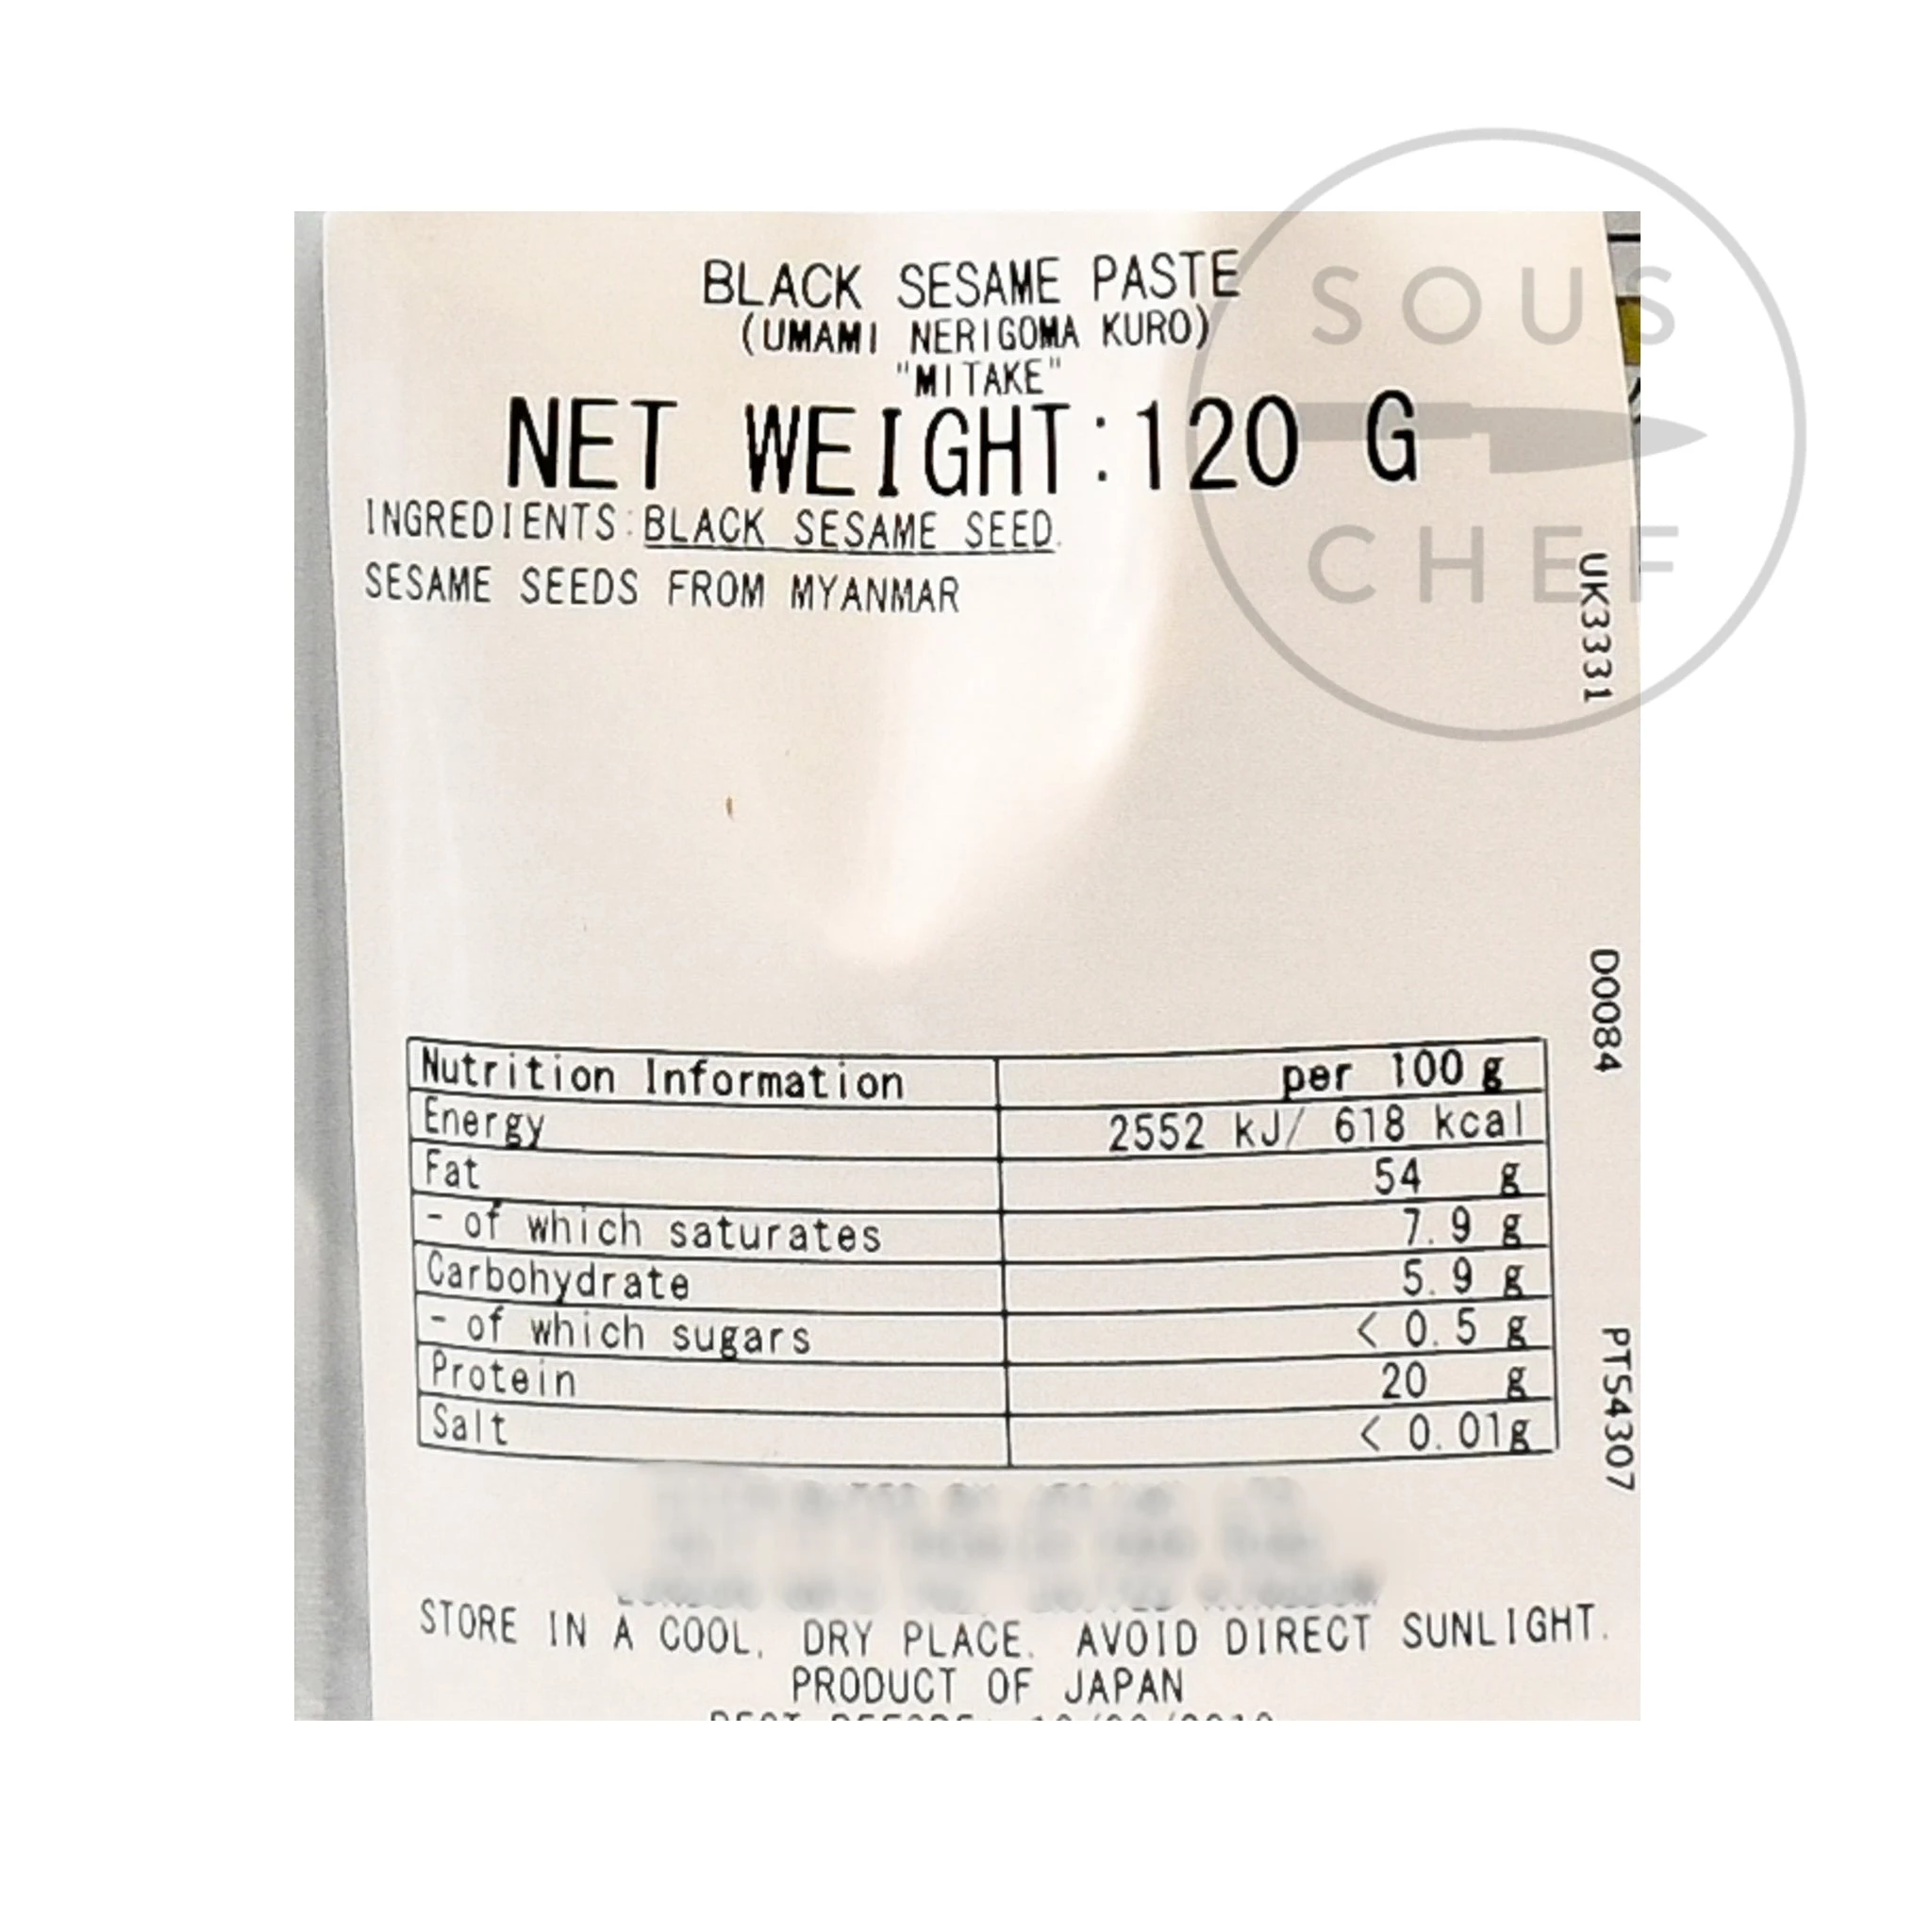 BLACK SESAME PASTE
(UMAMI NERIGOMA KURO)
"MITAKE"
NET WEIGHT:120 G
INGREDIENTS:BLACK SESAME SEED.
SESAME SEEDS FROM MYANMAR
SOUS
CHEF
UK3331
D0084
PT54307
Nutrition Information per 100 g
Energy 2552 kJ/ 618 kcal
Fat 54 g
- of which saturates 7.9 g
Carbohydrate 5.9 g
- of which sugars < 0.5 g
Protein 20 g
Salt < 0.01g
STORE IN A COOL, DRY PLACE. AVOID DIRECT SUNLIGHT.
PRODUCT OF JAPAN